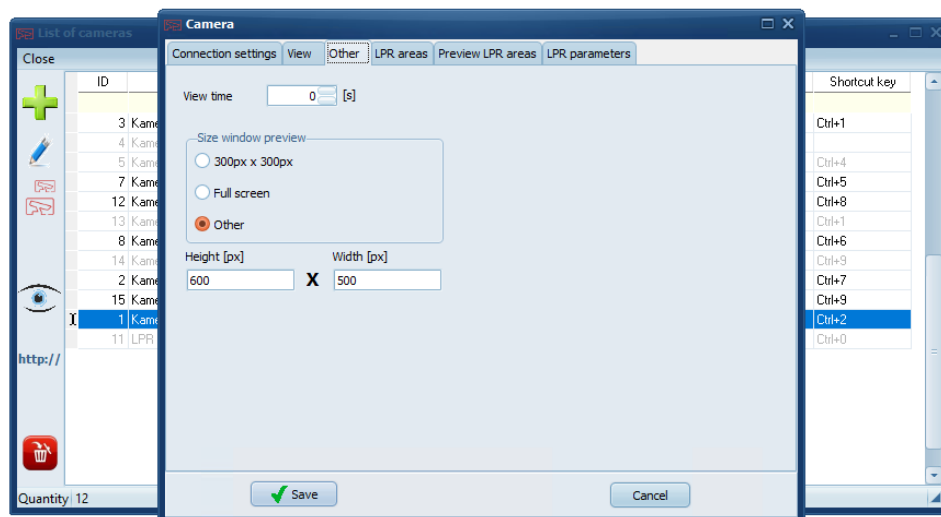 List of cameras
Close
ID
Shortcut key
3 Kame
Ctrl+1
4 Kame
5 Kame
Ctrl+4
7 Kame
Ctrl+5
12 Kame
Ctrl+8
13 Kame
Ctrl+1
8 Kame
Ctrl+6
14 Kame
Ctrl+9
2 Kame
Ctrl+7
15 Kame
Ctrl+9
1 Kame
Ctrl+2
11 LPR
Ctrl+0
http://
Quantity 12
Camera
Connection settings View Other LPR areas Preview LPR areas LPR parameters
View time 0 [s]
Size window preview
300px x 300px
Full screen
Other
Height [px] Width [px]
600 X 500
Save Cancel